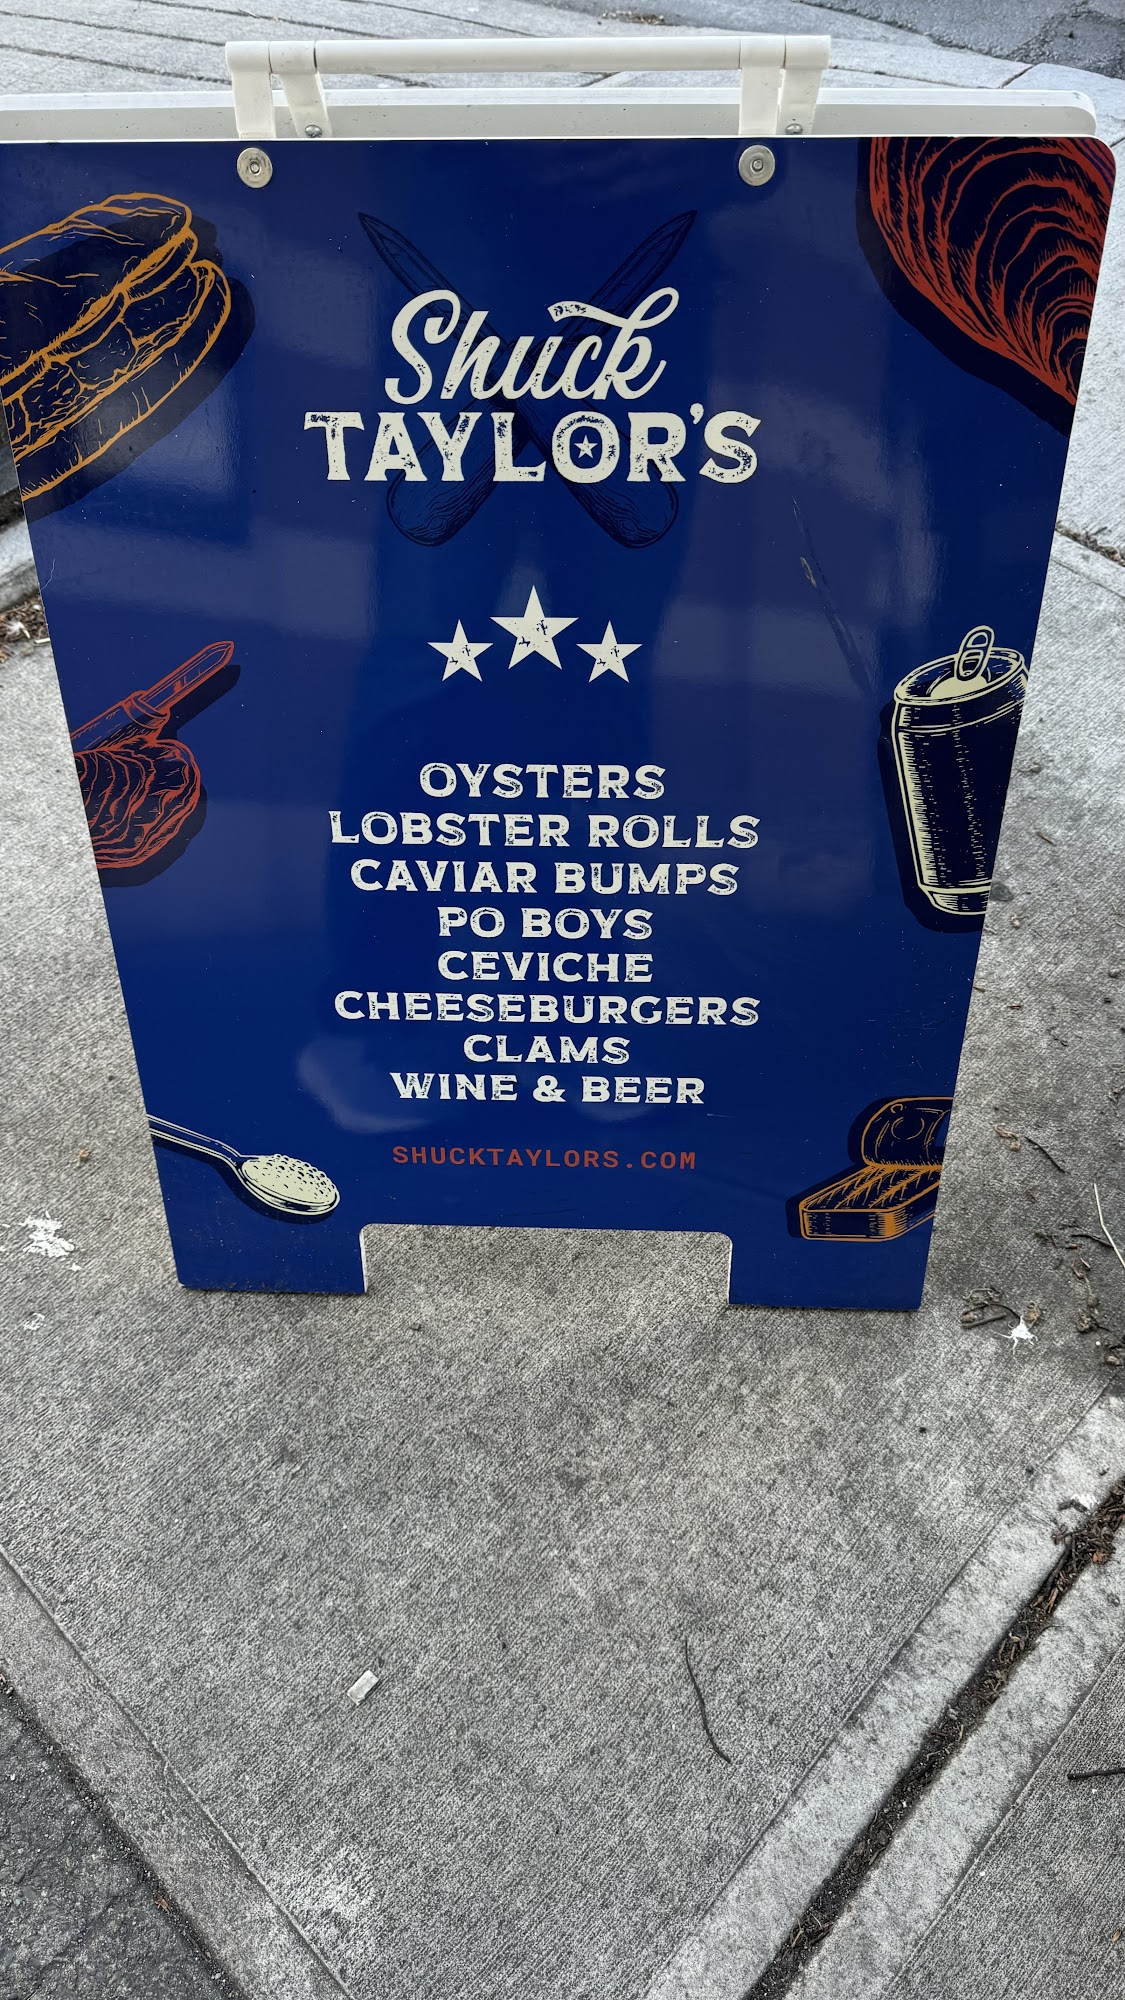 Shuck
TAYLOR'S
OYSTERS
LOBSTER ROLLS
CAVIAR BUMPS
PO BOYS
CEVICHE
CHEESEBURGERS
CLAMS
WINE & BEER
SHUCKTAYLORS.COM